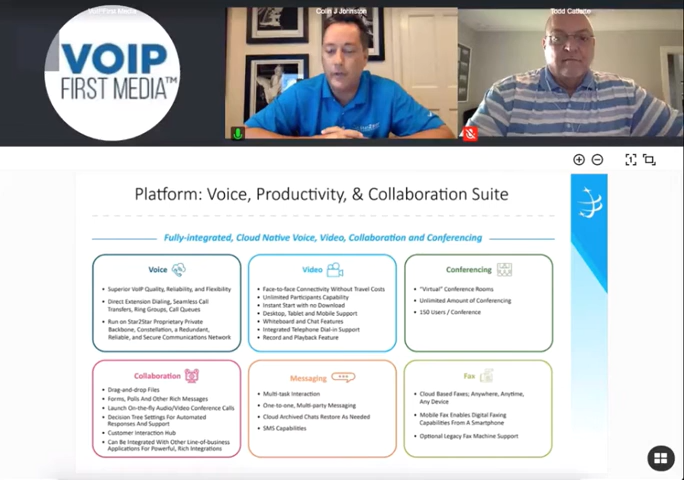 Matthew Media
Colin J Johnston
VOIP
FIRST MEDIA™
Platform: Voice, Productivity, & Collaboration Suite
Fully-integrated, Cloud Native Voice, Video, Collaboration and Conferencing
Voice
Superior VoIP Quality, Reliability, and Flexibility
Direct Extension Dialing, Seamless Call
Transfers, Ring Groups, Call Queues
Run on Star2Star Proprietary Private
Backbone, Constellation, a Redundant,
Reliable, and Secure Communications Network
Video
Face-to-face Connectivity Without Travel Costs
Unlimited Participants Capability
Instant Start with no Download
Desktop, Tablet and Mobile Support
Whiteboard and Chat Features
Integrated Telephone Dial-in Support
Record and Playback Feature
Conferencing
"Virtual" Conference Rooms
Unlimited Amount of Conferencing
150 Users / Conference
Collaboration
Drag-and-drop Files
Forms, Polls And Other Rich Messages
Launch On-the-fly Audio/Video Conference Calls
Decision Tree Settings For Automated
Responses And Support
Customer Interaction Hub
Can Be Integrated With Other Line-of-business
Applications For Powerful, Rich Integrations
Messaging
Multi-task Interaction
One-to-one, Multi-party Messaging
Cloud Archived Chats Restore As Needed
SMS Capabilities
Fax
Cloud Based Faxes; Anywhere, Anytime,
Any Device
Mobile Fax Enables Digital Faxing
Capabilities From A Smartphone
Optional Legacy Fax Machine Support